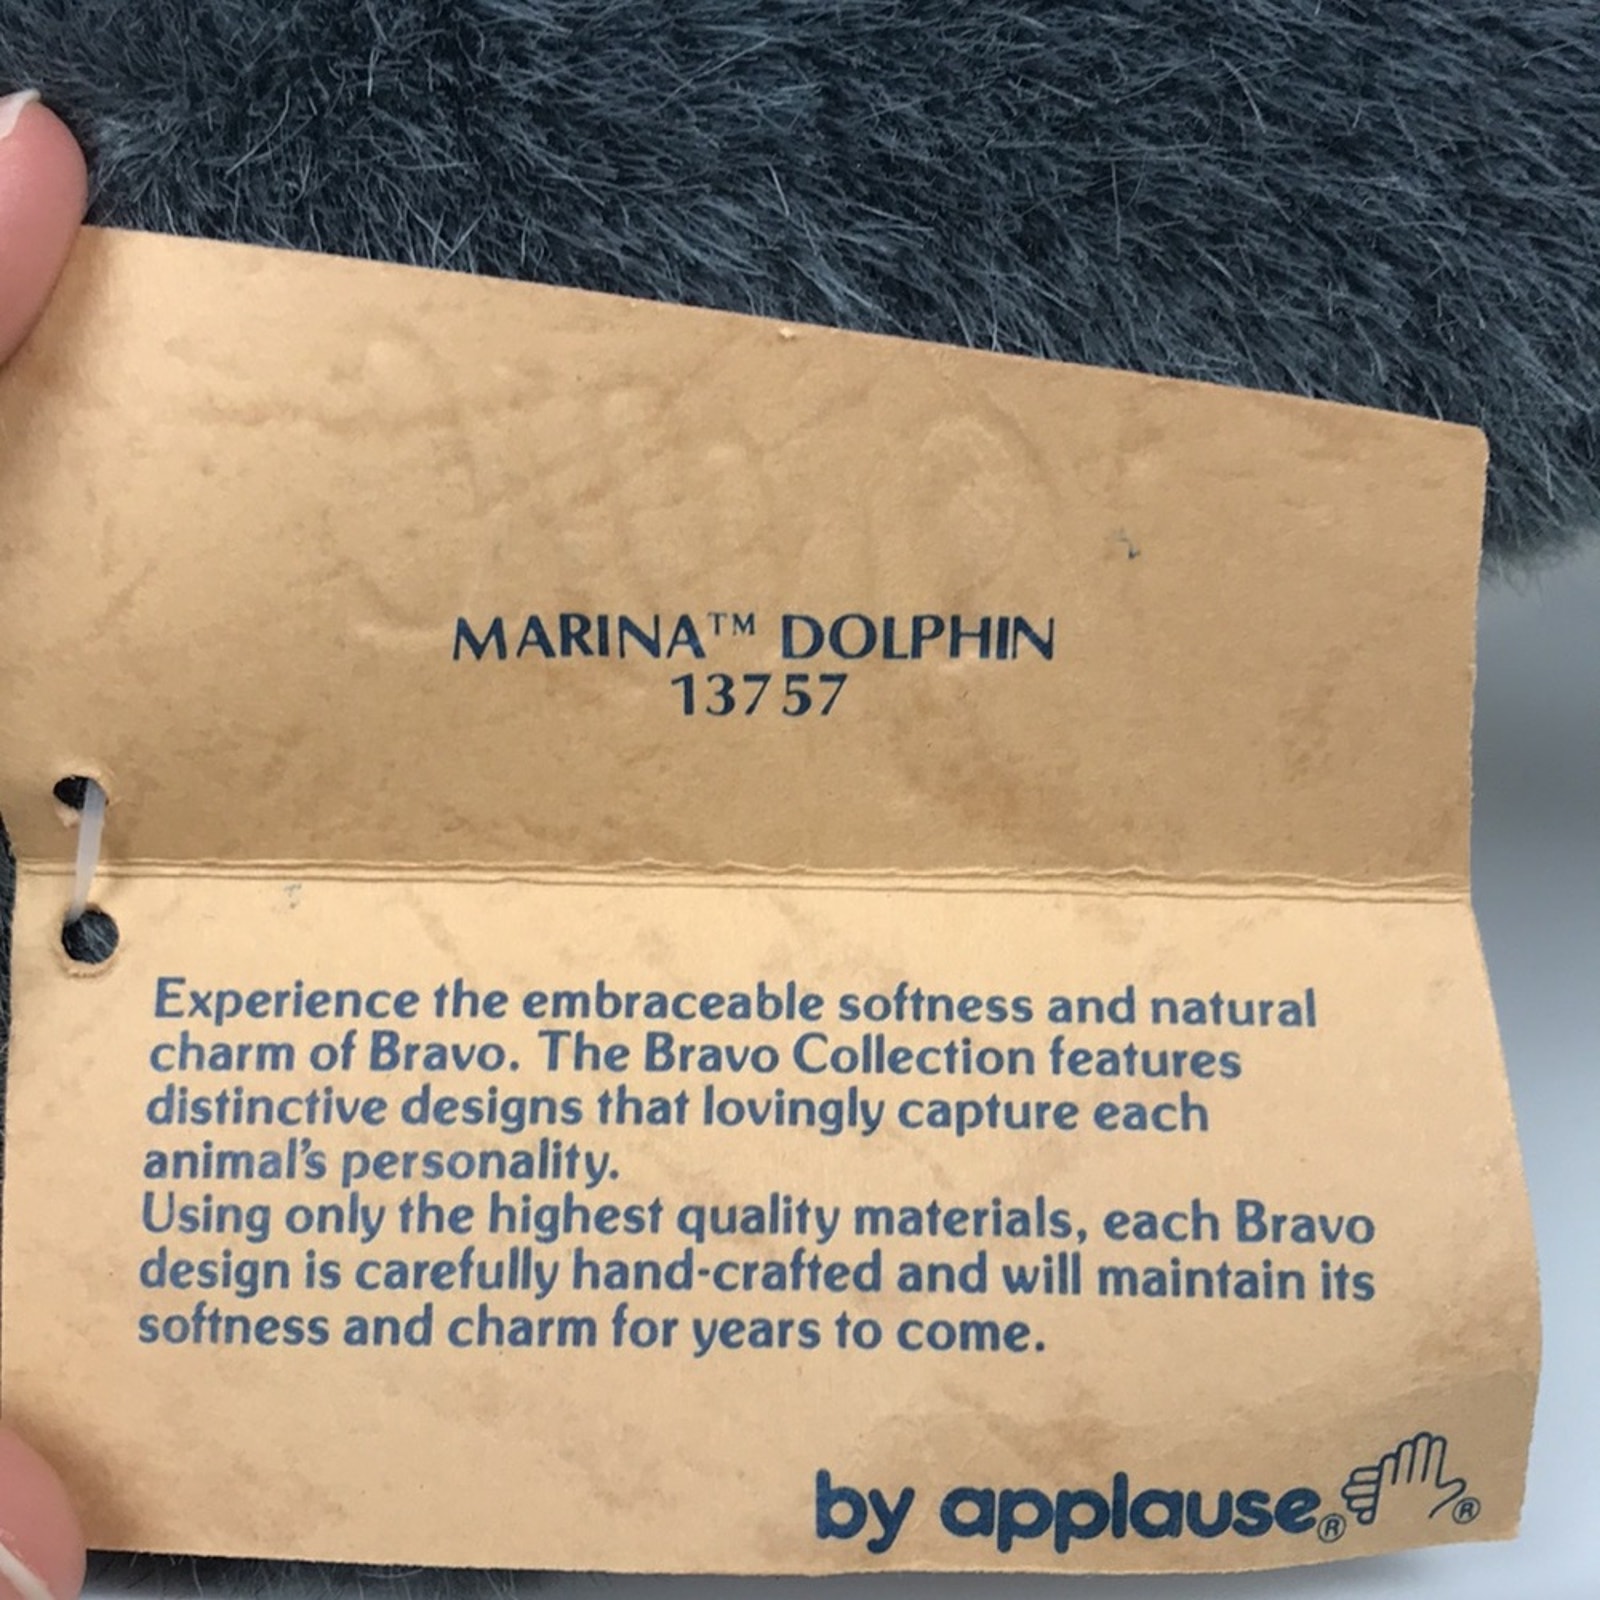 MARINA™ DOLPHIN
13757
Experience the embraceable softness and natural
charm of Bravo. The Bravo Collection features
distinctive designs that lovingly capture each
animal's personality.
Using only the highest quality materials, each Bravo
design is carefully hand-crafted and will maintain its
softness and charm for years to come.
by applause® ®